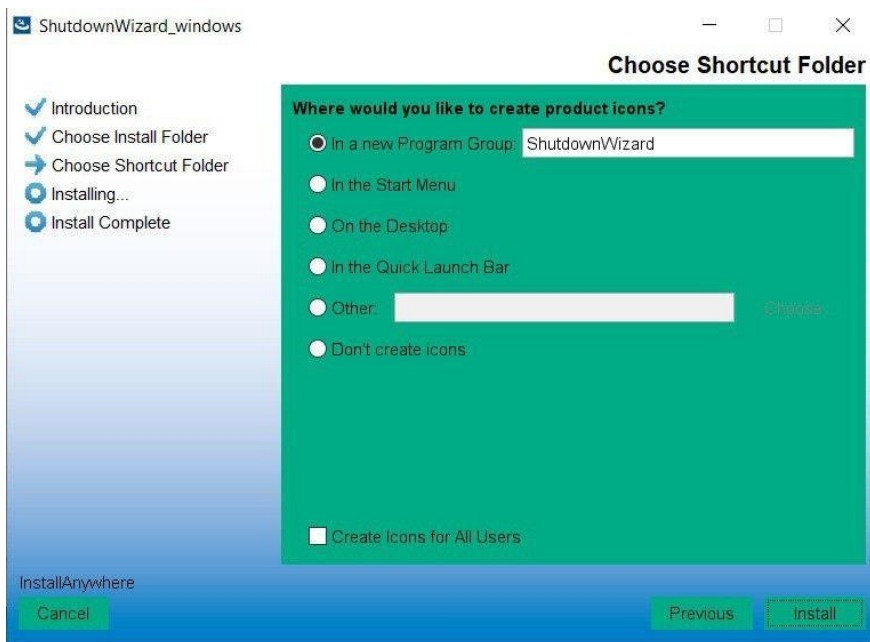 ShutdownWizard_windows
Choose Shortcut Folder
Introduction
Choose Install Folder
Choose Shortcut Folder
Installing...
Install Complete
Where would you like to create product icons?
In a new Program Group: ShutdownWizard
In the Start Menu
On the Desktop
In the Quick Launch Bar
Other: Choose...
Don't create icons
Create Icons for All Users
InstallAnywhere
Cancel Previous Install